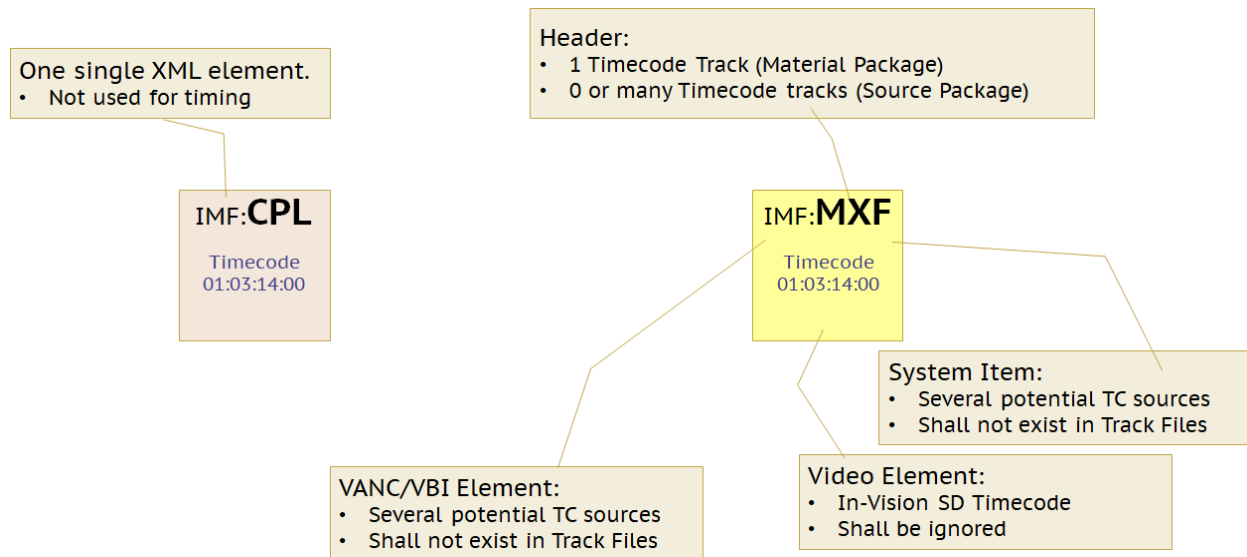 One single XML element.
• Not used for timing
Header:
• 1 Timecode Track (Material Package)
• 0 or many Timecode tracks (Source Package)
IMF:CPL
Timecode
01:03:14:00
IMF:MXF
Timecode
01:03:14:00
System Item:
• Several potential TC sources
• Shall not exist in Track Files
VANC/VBI Element:
• Several potential TC sources
• Shall not exist in Track Files
Video Element:
• In-Vision SD Timecode
• Shall be ignored